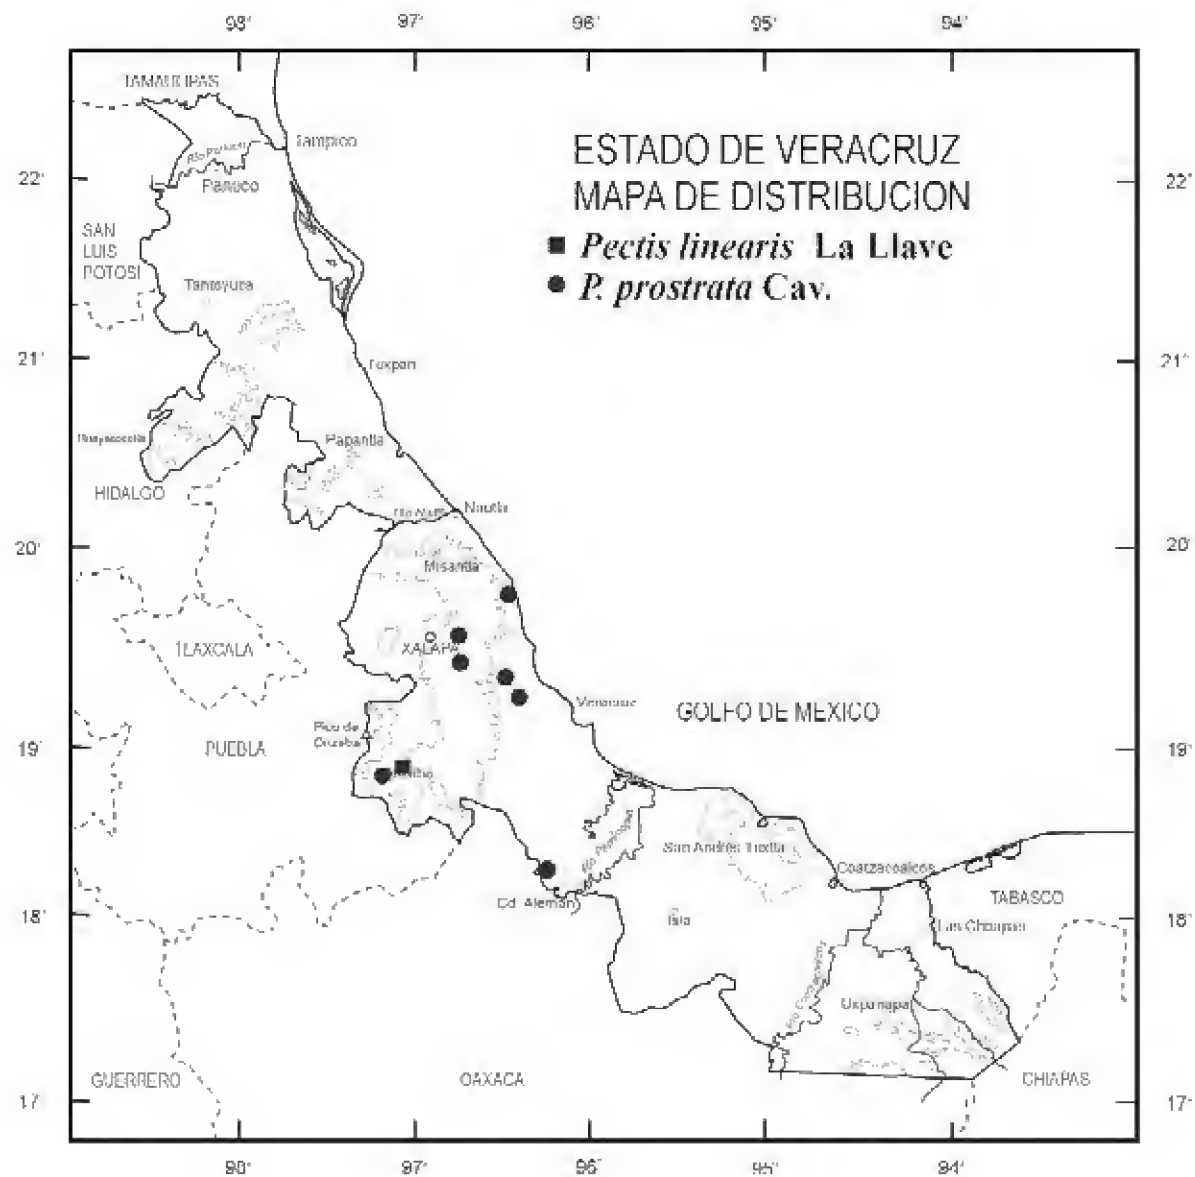 98° 97° 96° 95° 94°
TAMAULIPAS
Tampico
ESTADO DE VERACRUZ
MAPA DE DISTRIBUCION
■ Pectis linearis La Llave
● P. prostrata Cav.
22° 22°
Panuco
SAN
LUIS
POTOSI
Tantoyuca
21° 21°
Tuxpan
Papantla
HIDALGO
Nautla
20° 20°
Misantla
XALAPA
TLAXCALA
Veracruz
GOLFO DE MEXICO
Pico de
Orizaba
PUEBLA
19° 19°
San Andrés Tuxtla
Coatzacoalcos
TABASCO
Cd. Alemán
18° 18°
Isla
Las Choapas
Uxpanapa
GUERRERO
OAXACA
CHIAPAS
17° 17°
98° 97° 96° 95° 94°